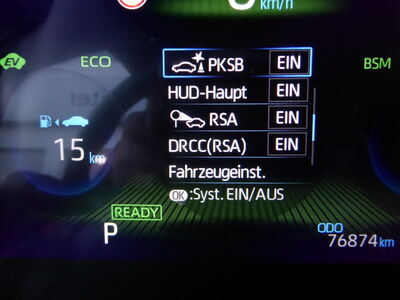 km/h
EV
ECO
PKSB EIN
BSM
HUD-Haupt EIN
RSA EIN
DRCC(RSA) EIN
15 km
Fahrzeugeinst.
OK :Syst. EIN/AUS
READY
P
ODO
76874 km